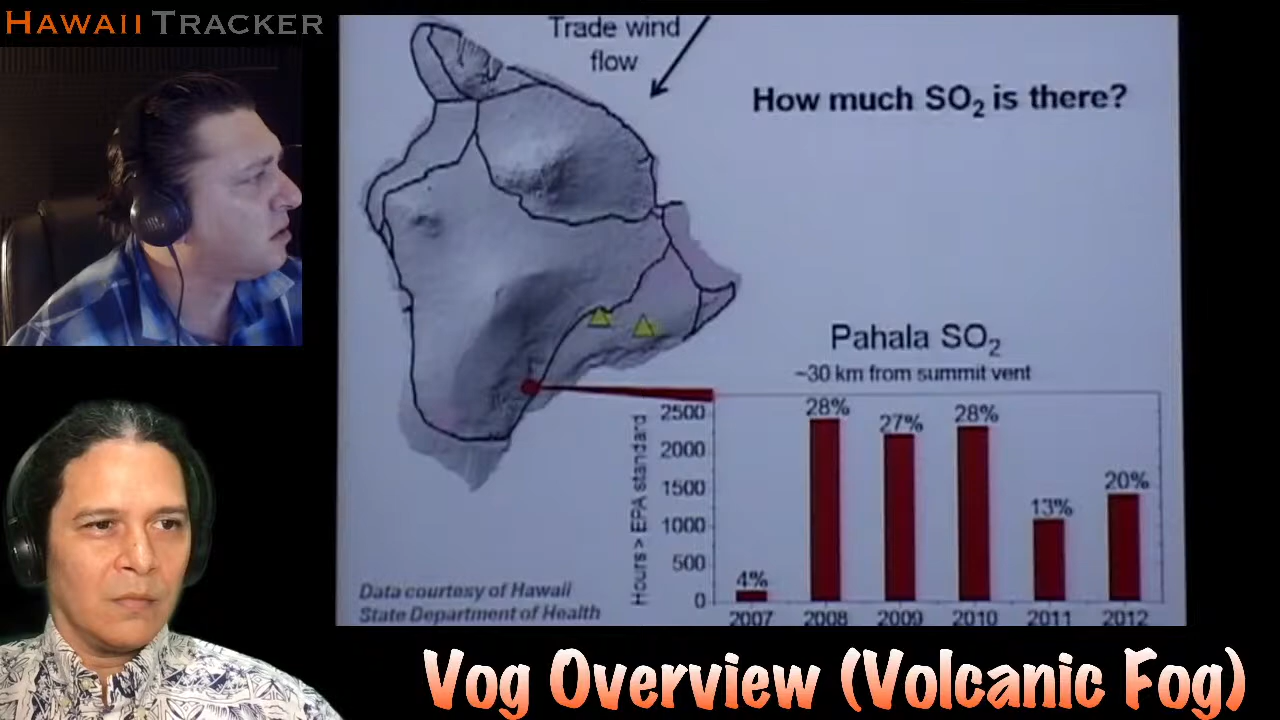 HAWAII TRACKER
Trade wind
flow
How much SO₂ is there?
Pahala SO₂
~30 km from summit vent
Hours > EPA standard
2500
2000
1500
1000
500
0
4%
28%
27%
28%
13%
20%
2007 2008 2009 2010 2011 2012
Data courtesy of Hawaii
State Department of Health
Vog Overview (Volcanic Fog)